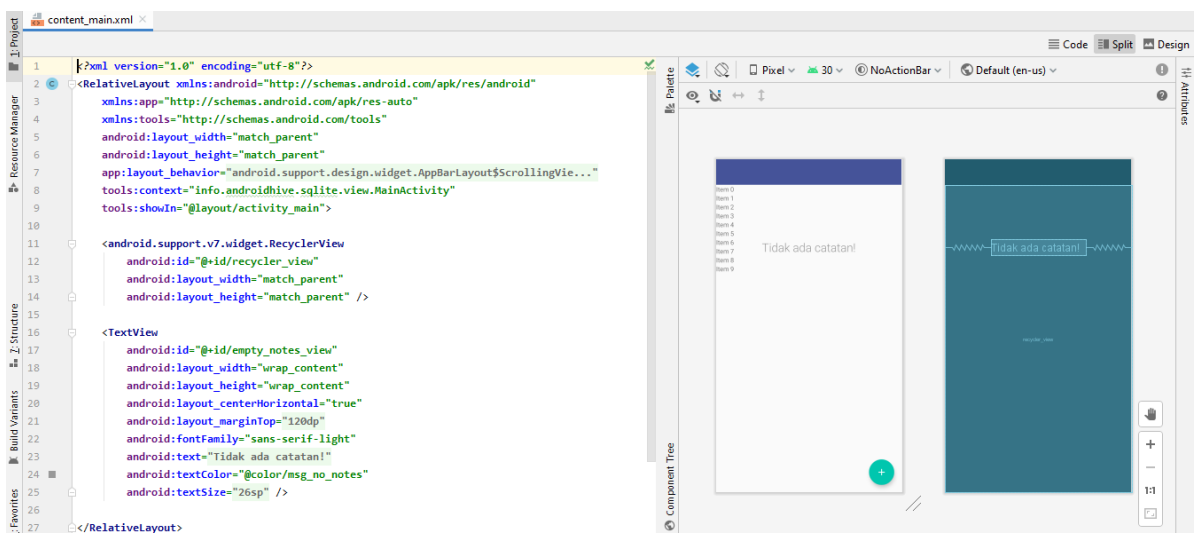 content_main.xml
Code Split Design
1: Project
Resource Manager
7: Structure
Build Variants
Favorites
1 <?xml version="1.0" encoding="utf-8"?>
2 <RelativeLayout xmlns:android="http://schemas.android.com/apk/res/android"
3 xmlns:app="http://schemas.android.com/apk/res-auto"
4 xmlns:tools="http://schemas.android.com/tools"
5 android:layout_width="match_parent"
6 android:layout_height="match_parent"
7 app:layout_behavior="android.support.design.widget.AppBarLayout$ScrollingVie..."
8 tools:context="info.androidhive.sqlite.view.MainActivity"
9 tools:showIn="@layout/activity_main">
10
11 <android.support.v7.widget.RecyclerView
12 android:id="@+id/recycler_view"
13 android:layout_width="match_parent"
14 android:layout_height="match_parent" />
15
16 <TextView
17 android:id="@+id/empty_notes_view"
18 android:layout_width="wrap_content"
19 android:layout_height="wrap_content"
20 android:layout_centerHorizontal="true"
21 android:layout_marginTop="120dp"
22 android:fontFamily="sans-serif-light"
23 android:text="Tidak ada catatan!"
24 android:textColor="@color/msg_no_notes"
25 android:textSize="26sp" />
26
27 </RelativeLayout>
Palette
Component Tree
Pixel 30 NoActionBar Default (en-us)
Attributes
Item 0
Item 1
Item 2
Item 3
Item 4
Item 5
Item 6
Item 7
Item 8
Item 9
Tidak ada catatan!
Tidak ada catatan!
recycler_view
1:1